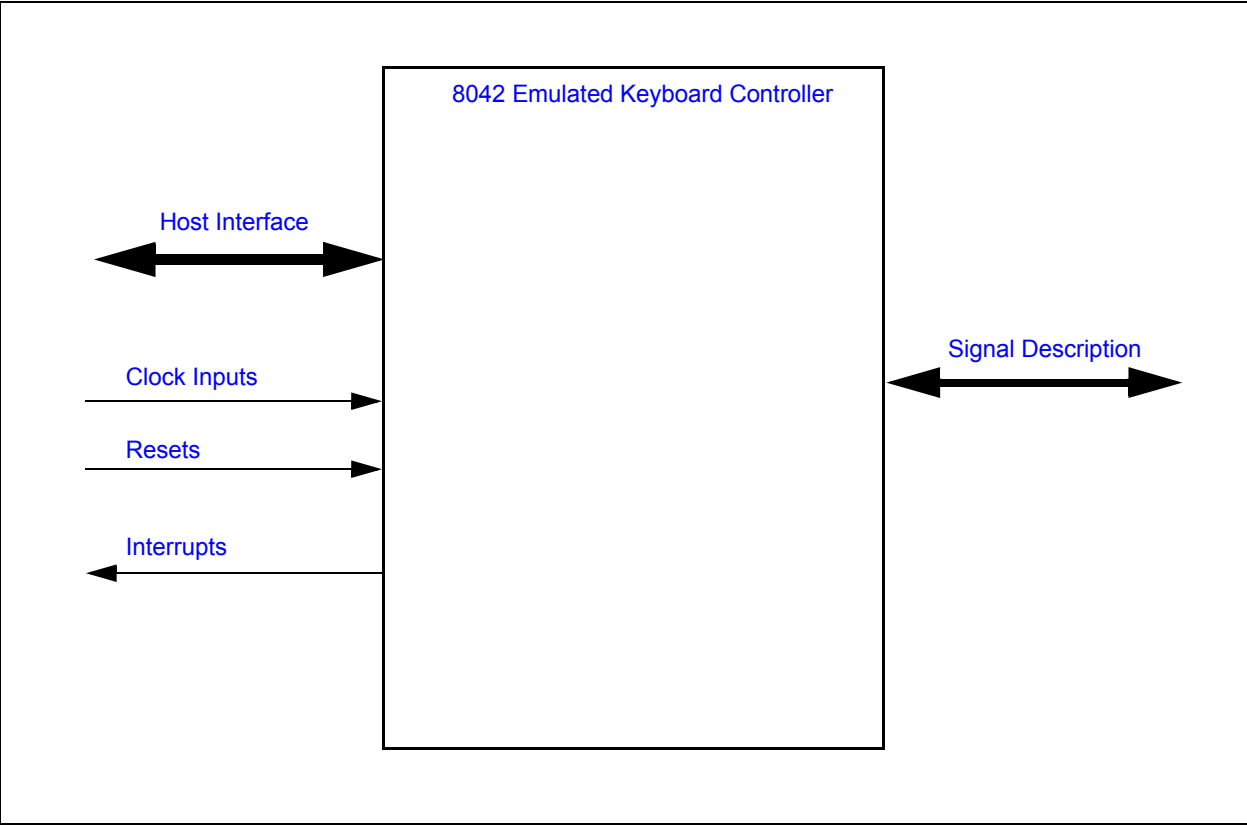 8042 Emulated Keyboard Controller
Host Interface
Signal Description
Clock Inputs
Resets
Interrupts